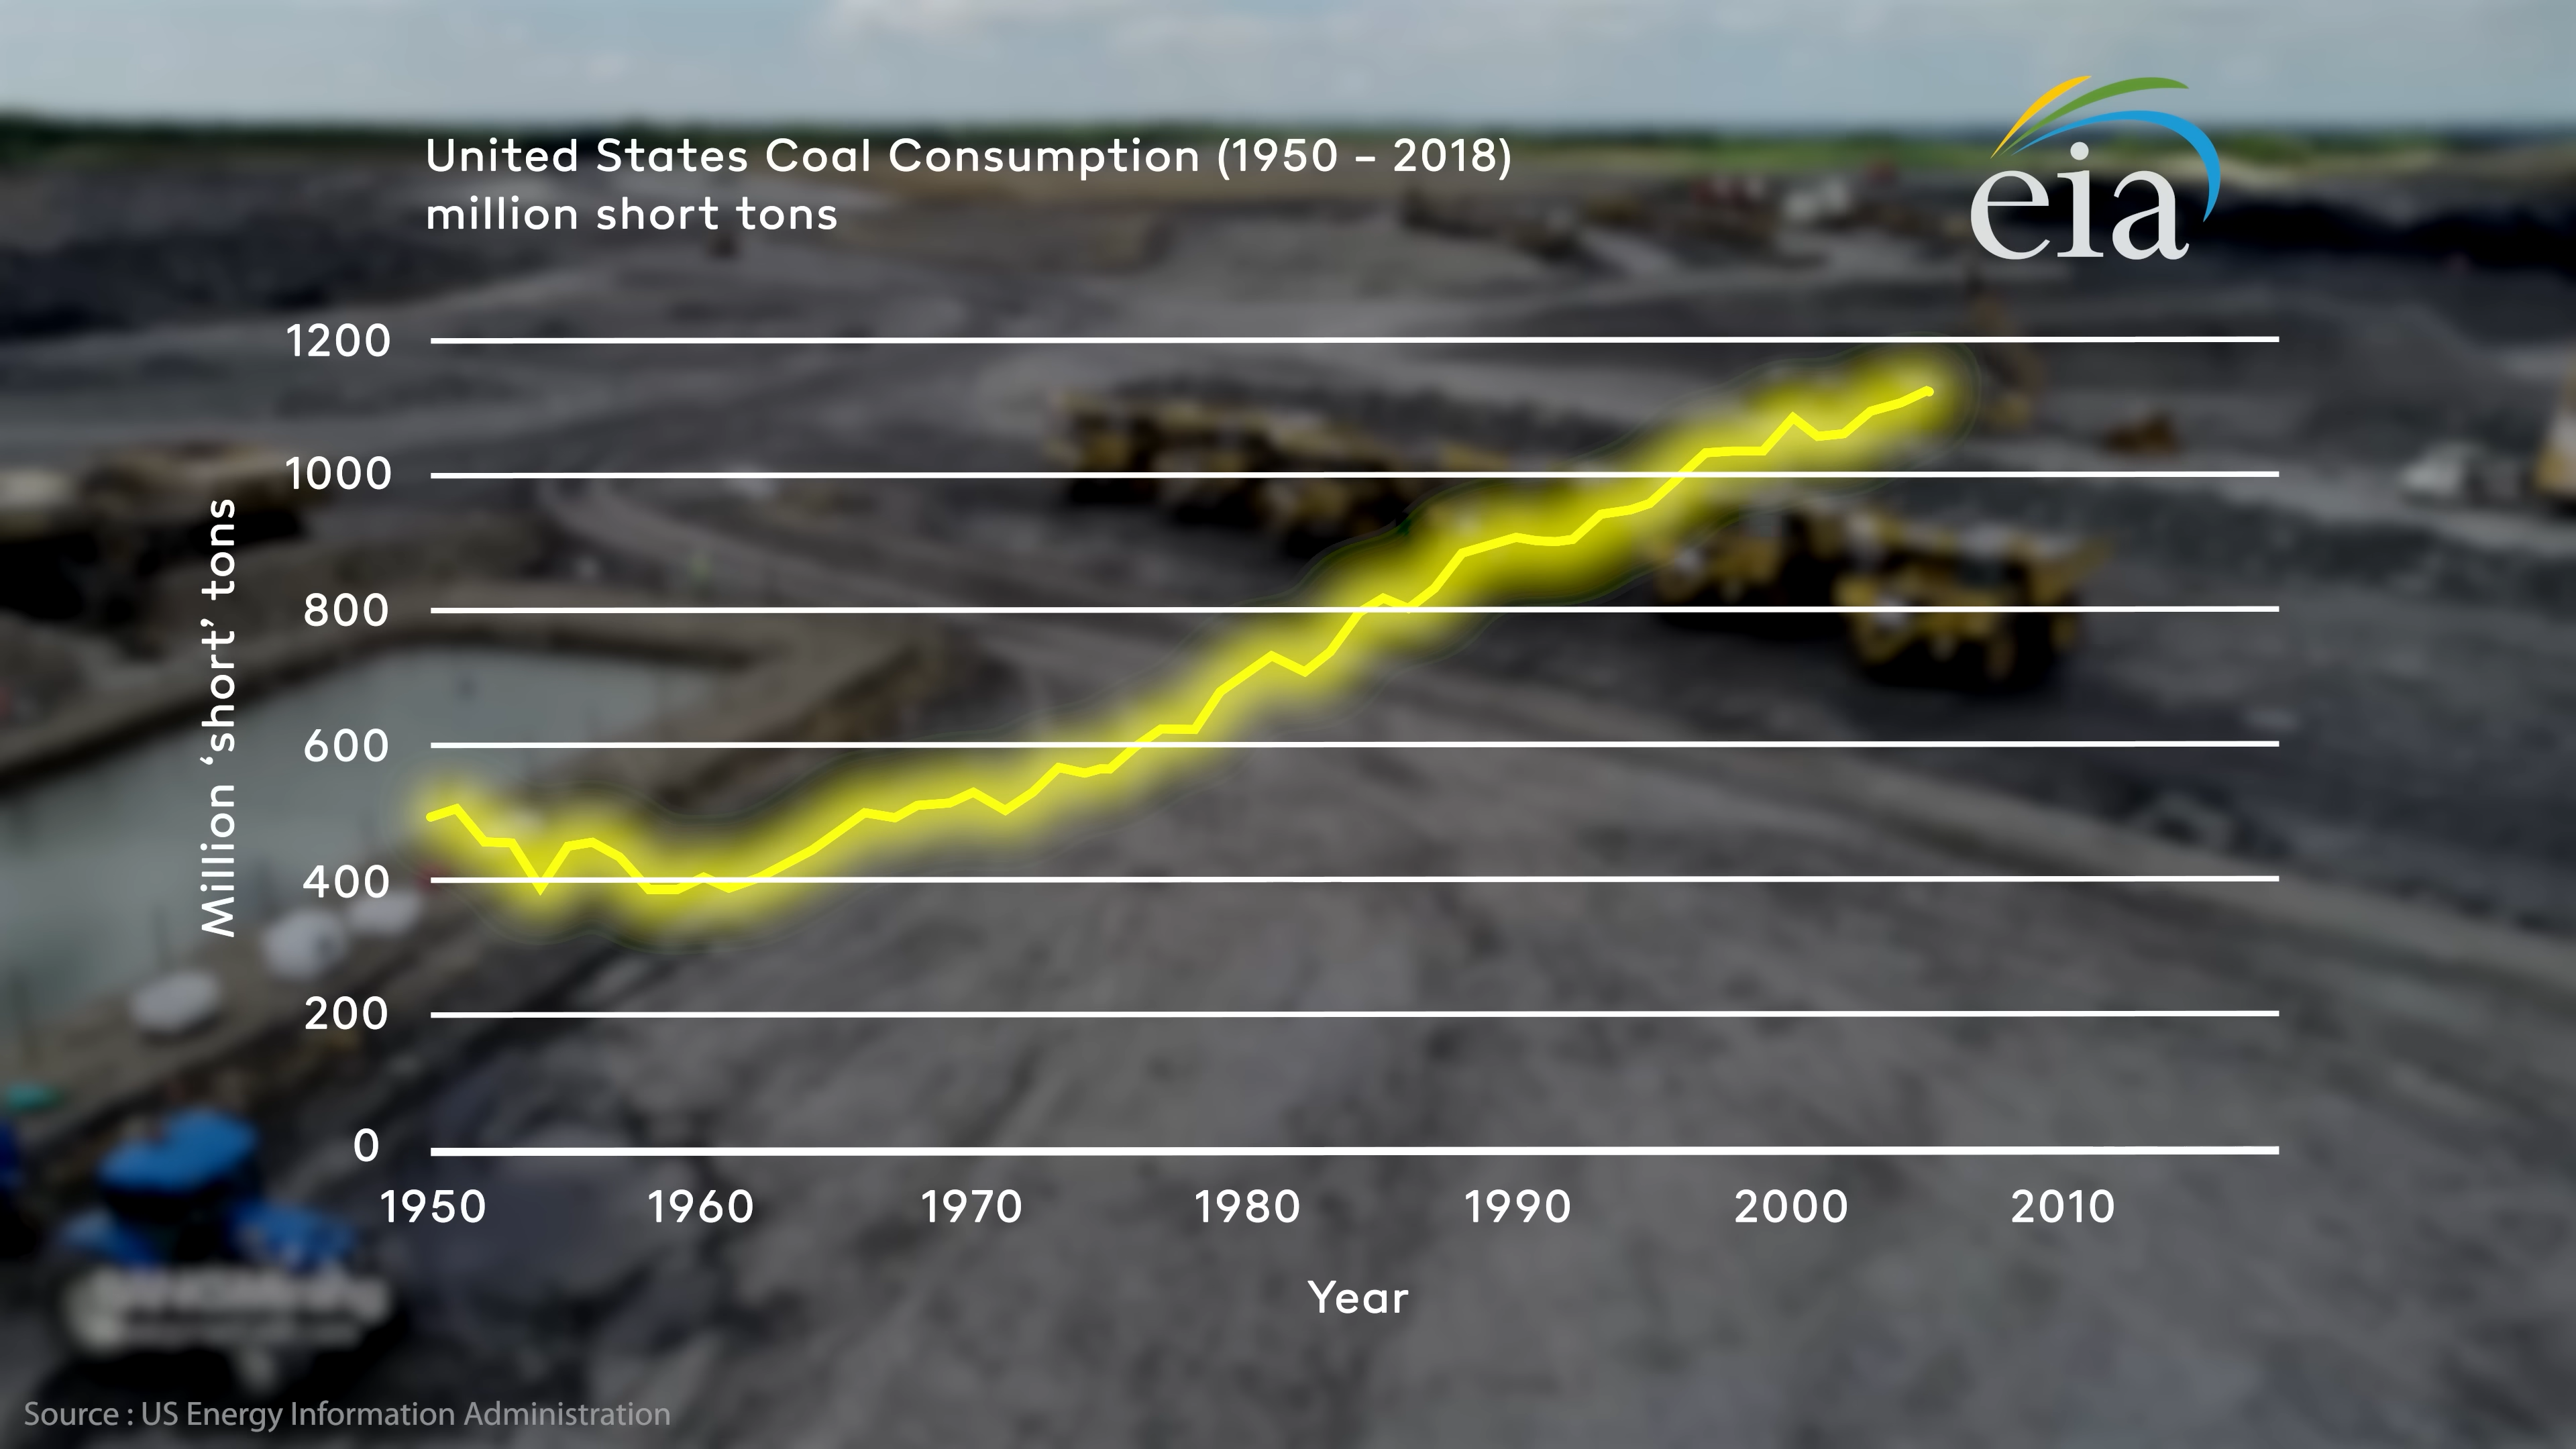 United States Coal Consumption (1950 – 2018)
million short tons
eia
1200
1000
800
600
400
200
0
Million ‘short’ tons
1950 1960 1970 1980 1990 2000 2010
Year
Source : US Energy Information Administration